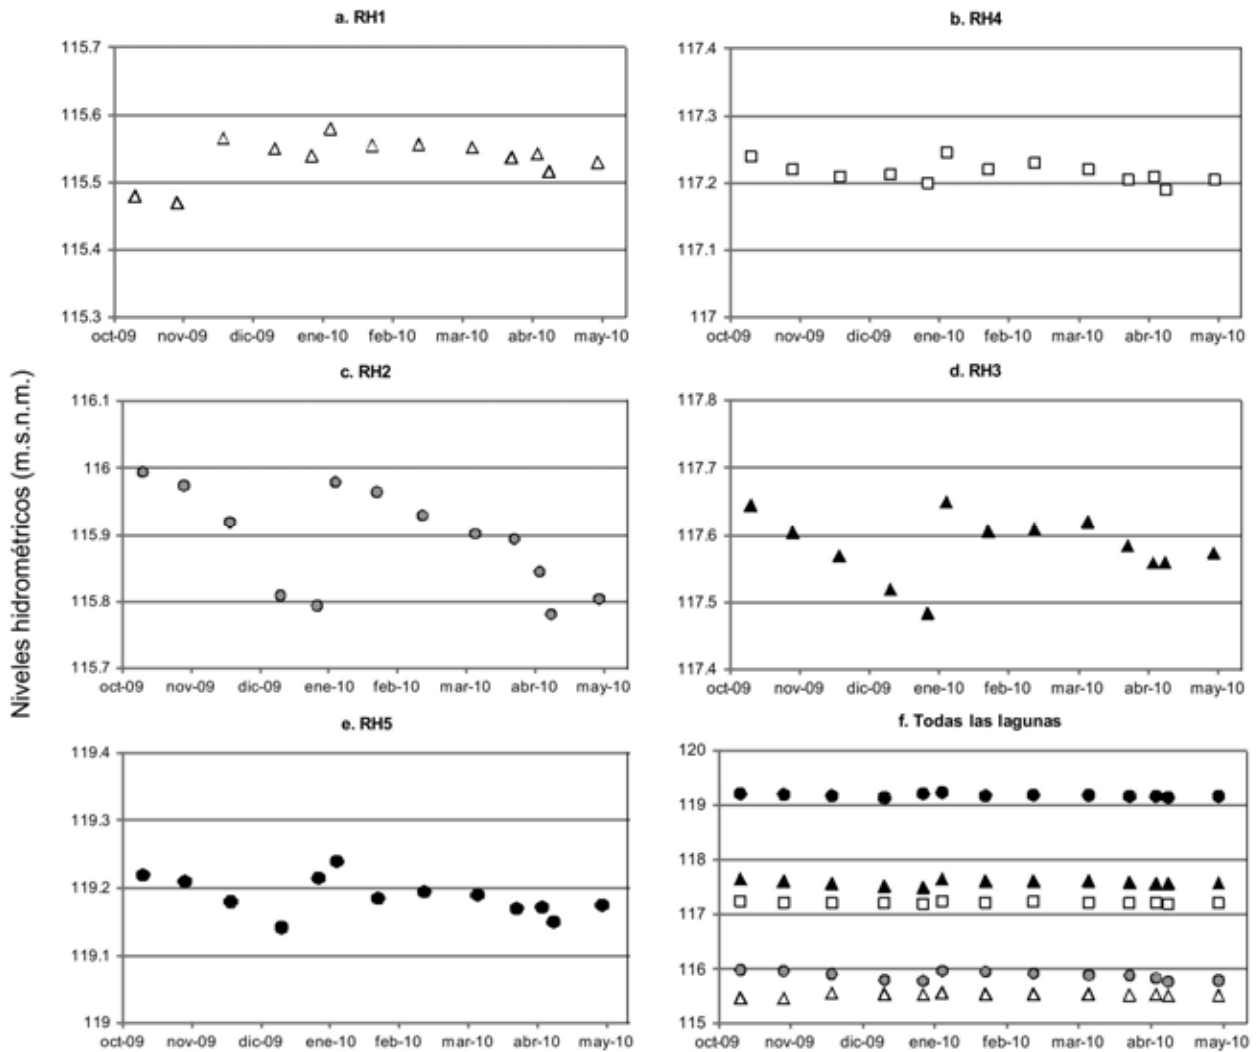 a. RH1
115.7
115.6
115.5
115.4
115.3
oct-09 nov-09 dic-09 ene-10 feb-10 mar-10 abr-10 may-10
b. RH4
117.4
117.3
117.2
117.1
117
oct-09 nov-09 dic-09 ene-10 feb-10 mar-10 abr-10 may-10
Niveles hidrométricos (m.s.n.m.)
c. RH2
116.1
116
115.9
115.8
115.7
oct-09 nov-09 dic-09 ene-10 feb-10 mar-10 abr-10 may-10
d. RH3
117.8
117.7
117.6
117.5
117.4
oct-09 nov-09 dic-09 ene-10 feb-10 mar-10 abr-10 may-10
e. RH5
119.4
119.3
119.2
119.1
119
oct-09 nov-09 dic-09 ene-10 feb-10 mar-10 abr-10 may-10
f. Todas las lagunas
120
119
118
117
116
115
oct-09 nov-09 dic-09 ene-10 feb-10 mar-10 abr-10 may-10